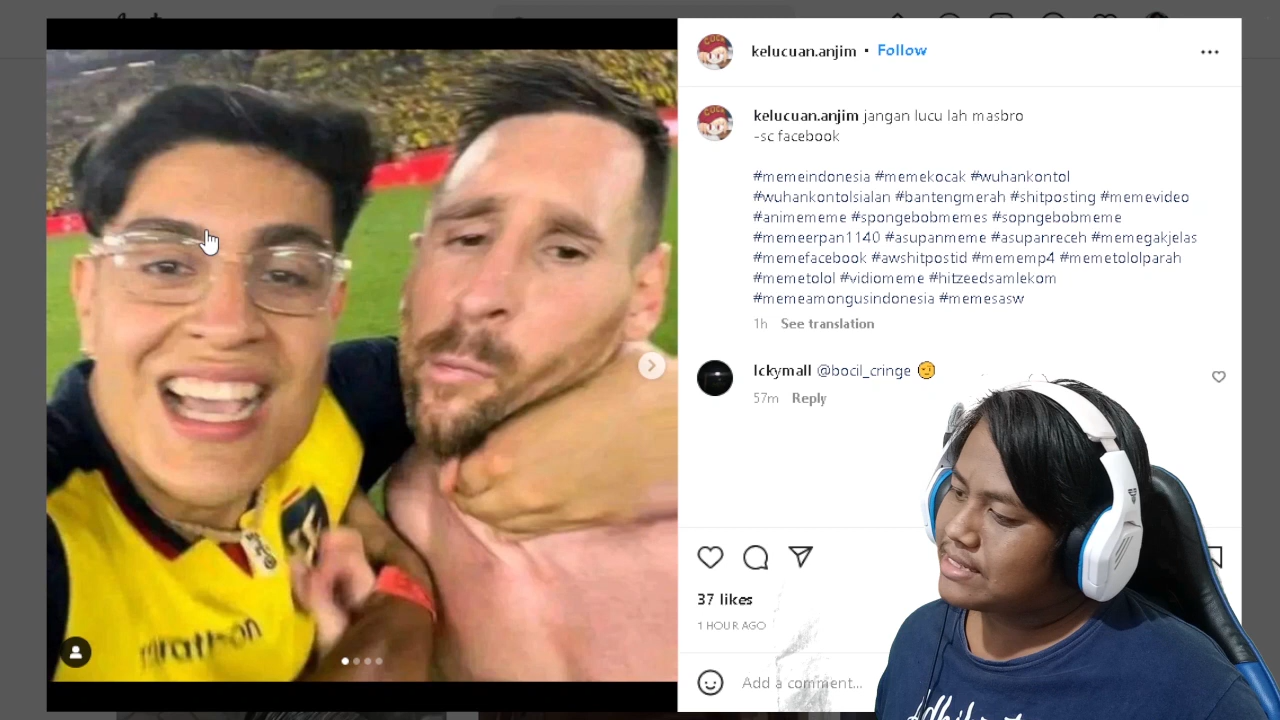 kelucuan.anjim • Follow
kelucuan.anjim jangan lucu lah masbro
-sc facebook
#memeindonesia #memekocak #wuhankontol
#wuhankontolsialan #bantengmerah #shitposting #memevideo
#animememe #spongebobmemes #sopngebobmeme
#memeerpan1140 #asupanmeme #asupanreceh #memegakjelas
#memefacebook #awshitpostid #mememp4 #memetololparah
#memetolol #vidiomeme #hitzeedsamlekom
#memeamongusindonesia #memesasw
1h See translation
Ickymall @bocil_cringe
57m Reply
37 likes
1 HOUR AGO
Add a comment...
marathon